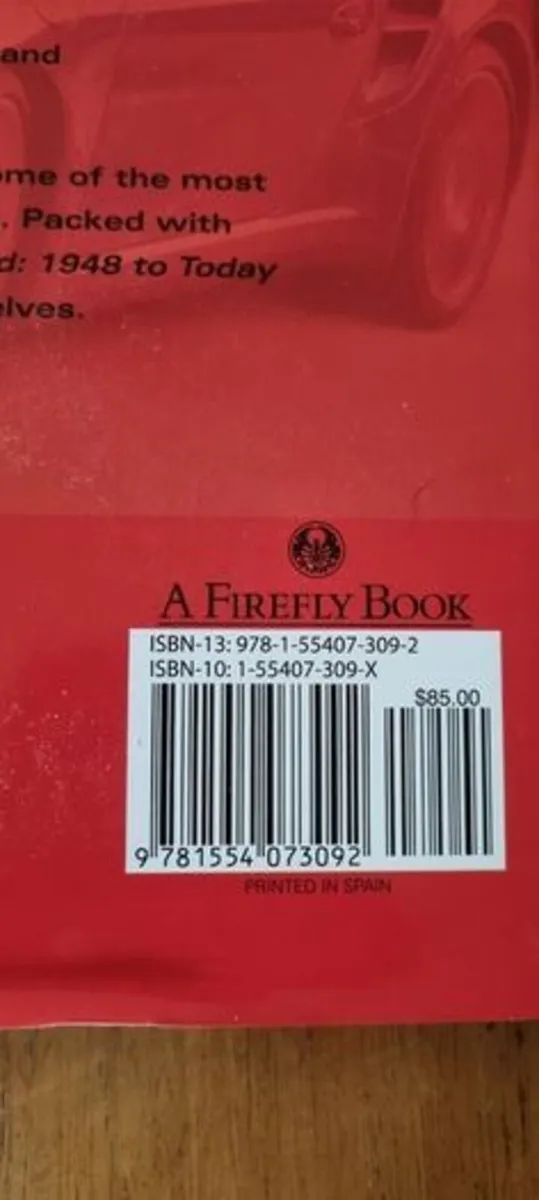 and
ome of the most
. Packed with
d: 1948 to Today
elves.
A FIREFLY BOOK
ISBN-13: 978-1-55407-309-2
ISBN-10: 1-55407-309-X
$85.00
9 781554 073092
PRINTED IN SPAIN